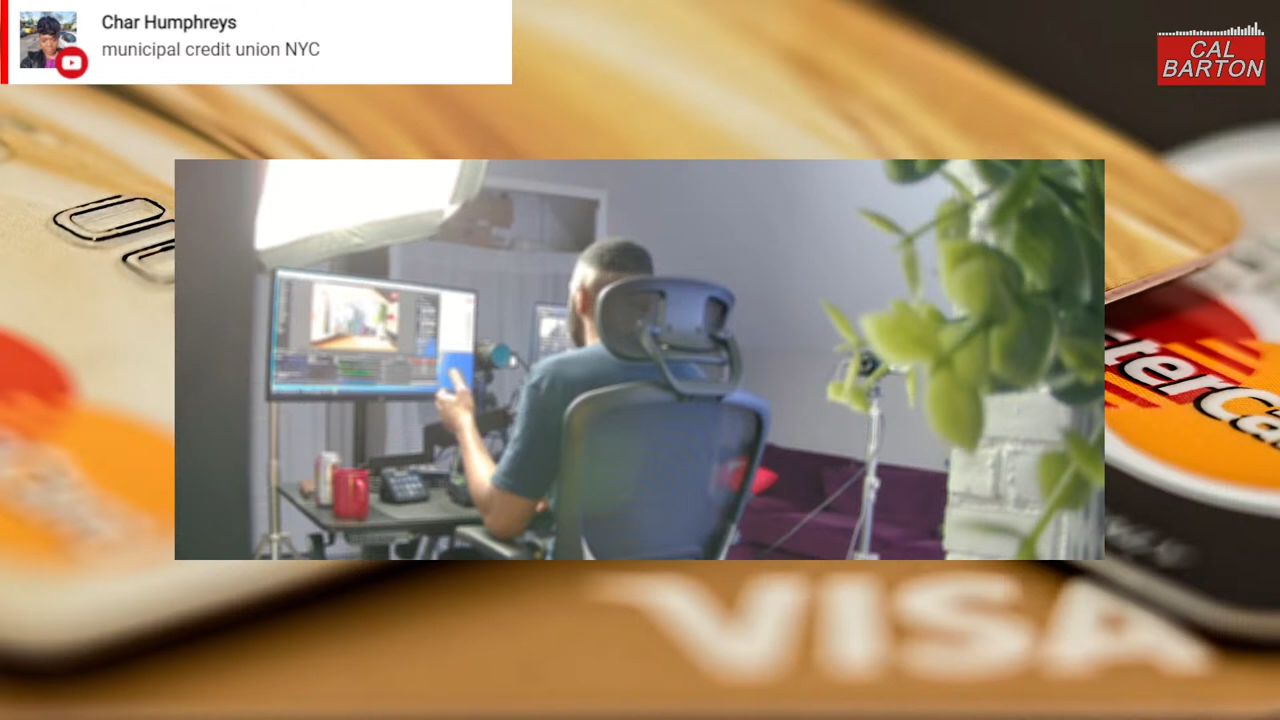 Char Humphreys
municipal credit union NYC
CAL
BARTON
terCa
VISA